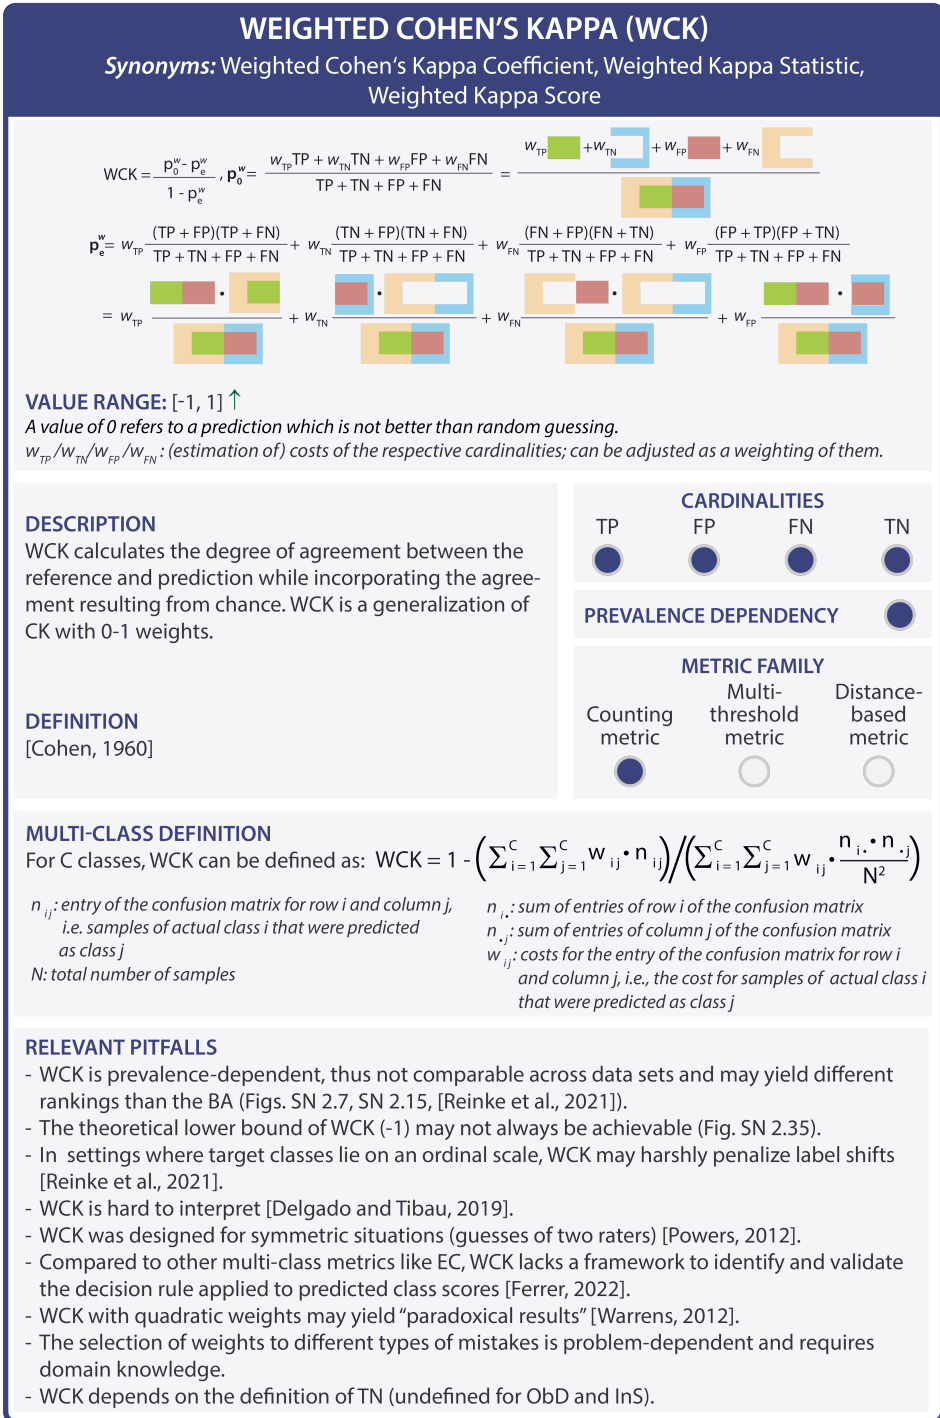 WEIGHTED COHEN'S KAPPA (WCK)
Synonyms: Weighted Cohen's Kappa Coefficient, Weighted Kappa Statistic,
Weighted Kappa Score
WCK = (p₀ʷ - pₑʷ) / (1 - pₑʷ) , p₀ʷ = (w_TP TP + w_TN TN + w_FP FP + w_FN FN) / (TP + TN + FP + FN) = w_TP + w_TN + w_FP + w_FN
pₑʷ = w_TP (TP + FP)(TP + FN) / (TP + TN + FP + FN) + w_TN (TN + FP)(TN + FN) / (TP + TN + FP + FN) + w_FN (FN + FP)(FN + TN) / (TP + TN + FP + FN) + w_FP (FP + TP)(FP + TN) / (TP + TN + FP + FN)
= w_TP • + w_TN • + w_FN • + w_FP •
VALUE RANGE: [-1, 1] ↑
A value of 0 refers to a prediction which is not better than random guessing.
w_TP /w_TN /w_FP /w_FN : (estimation of) costs of the respective cardinalities; can be adjusted as a weighting of them.
DESCRIPTION
WCK calculates the degree of agreement between the
reference and prediction while incorporating the agree-
ment resulting from chance. WCK is a generalization of
CK with 0-1 weights.
DEFINITION
[Cohen, 1960]
CARDINALITIES
TP FP FN TN
PREVALENCE DEPENDENCY
METRIC FAMILY
Counting metric
Multi-threshold metric
Distance-based metric
MULTI-CLASS DEFINITION
For C classes, WCK can be defined as: WCK = 1 - (∑ᵢ₌₁ᶜ ∑ⱼ₌₁ᶜ w_ij • n_ij) / (∑ᵢ₌₁ᶜ ∑ⱼ₌₁ᶜ w_ij • (n_i• • n_•j) / N²)
n_ij : entry of the confusion matrix for row i and column j,
i.e. samples of actual class i that were predicted
as class j
N: total number of samples
n_i• : sum of entries of row i of the confusion matrix
n_•j : sum of entries of column j of the confusion matrix
w_ij : costs for the entry of the confusion matrix for row i
and column j, i.e., the cost for samples of actual class i
that were predicted as class j
RELEVANT PITFALLS
- WCK is prevalence-dependent, thus not comparable across data sets and may yield different
rankings than the BA (Figs. SN 2.7, SN 2.15, [Reinke et al., 2021]).
- The theoretical lower bound of WCK (-1) may not always be achievable (Fig. SN 2.35).
- In settings where target classes lie on an ordinal scale, WCK may harshly penalize label shifts
[Reinke et al., 2021].
- WCK is hard to interpret [Delgado and Tibau, 2019].
- WCK was designed for symmetric situations (guesses of two raters) [Powers, 2012].
- Compared to other multi-class metrics like EC, WCK lacks a framework to identify and validate
the decision rule applied to predicted class scores [Ferrer, 2022].
- WCK with quadratic weights may yield “paradoxical results” [Warrens, 2012].
- The selection of weights to different types of mistakes is problem-dependent and requires
domain knowledge.
- WCK depends on the definition of TN (undefined for ObD and InS).